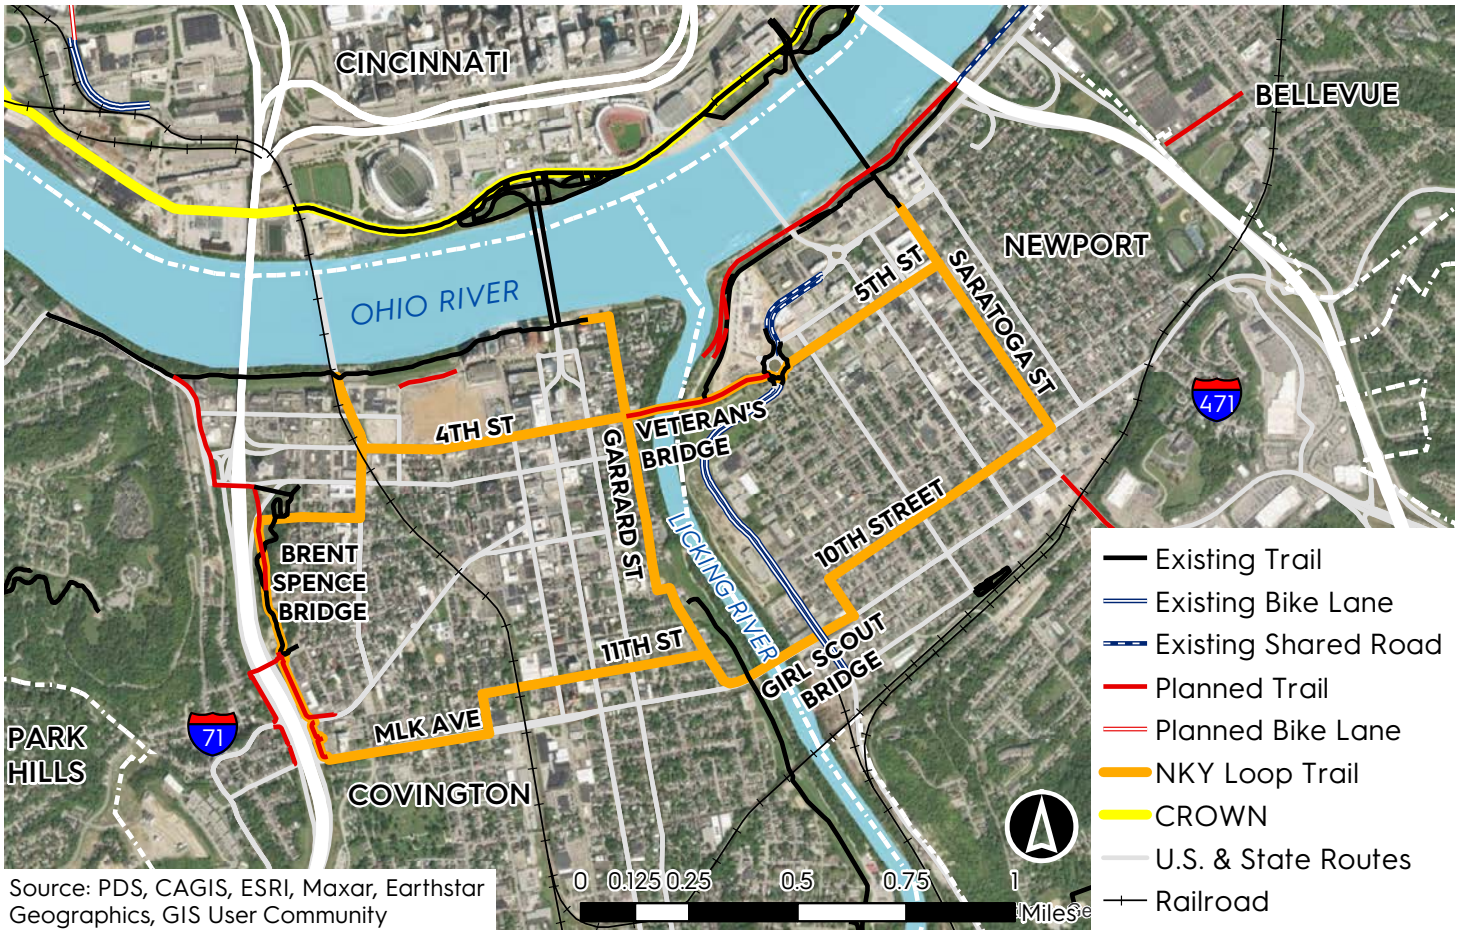 CINCINNATI
BELLEVUE
NEWPORT
OHIO RIVER
5TH ST
SARATOGA ST
471
4TH ST
VETERAN'S
BRIDGE
GARRARD ST
LICKING RIVER
10TH STREET
BRENT
SPENCE
BRIDGE
11TH ST
GIRL SCOUT
BRIDGE
MLK AVE
71
PARK
HILLS
COVINGTON
Existing Trail
Existing Bike Lane
Existing Shared Road
Planned Trail
Planned Bike Lane
NKY Loop Trail
CROWN
U.S. & State Routes
Railroad
0 0.125 0.25 0.5 0.75 1
Miles
Source: PDS, CAGIS, ESRI, Maxar, Earthstar
Geographics, GIS User Community